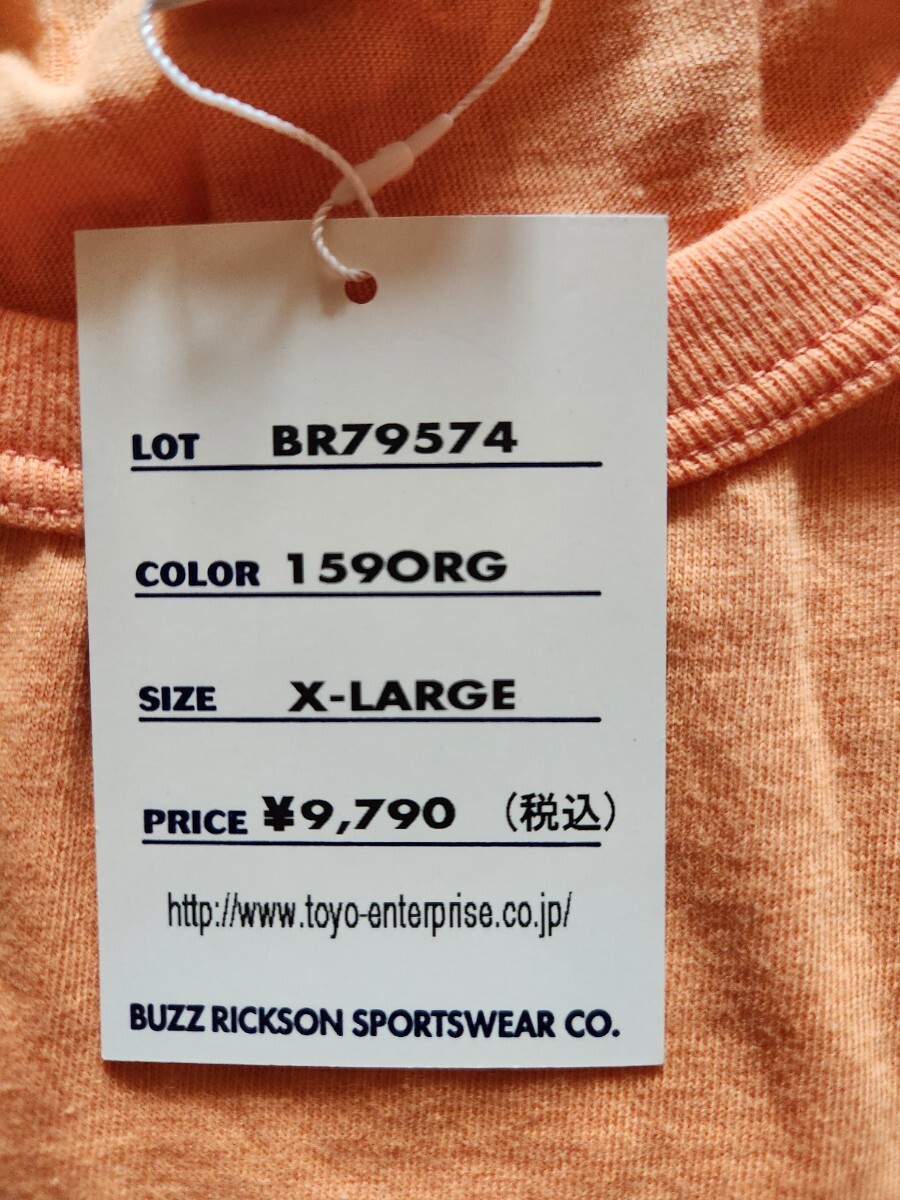 LOT BR79574
COLOR 159ORG
SIZE X-LARGE
PRICE ¥9,790 (税込)
http://www.toyo-enterprise.co.jp/
BUZZ RICKSON SPORTSWEAR CO.